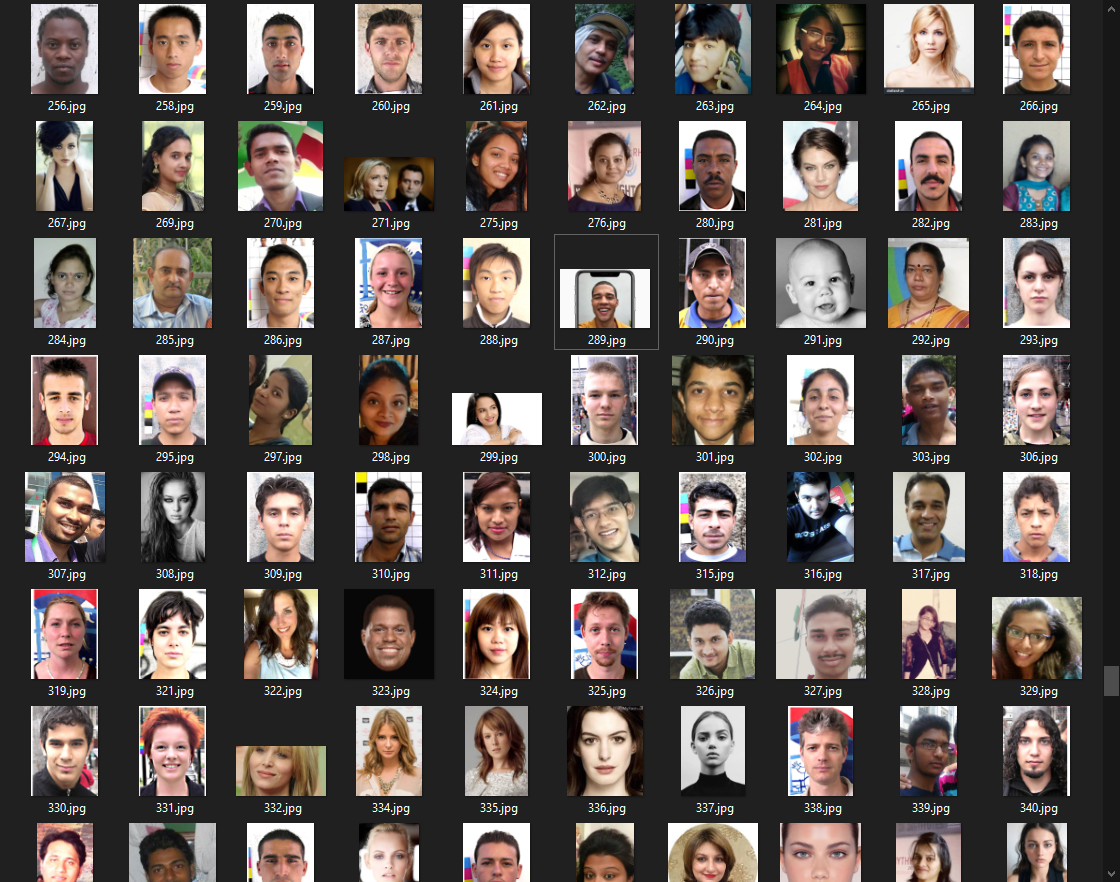 256.jpg 258.jpg 259.jpg 260.jpg 261.jpg 262.jpg 263.jpg 264.jpg 265.jpg 266.jpg
267.jpg 269.jpg 270.jpg 271.jpg 275.jpg 276.jpg 280.jpg 281.jpg 282.jpg 283.jpg
284.jpg 285.jpg 286.jpg 287.jpg 288.jpg 289.jpg 290.jpg 291.jpg 292.jpg 293.jpg
294.jpg 295.jpg 297.jpg 298.jpg 299.jpg 300.jpg 301.jpg 302.jpg 303.jpg 306.jpg
307.jpg 308.jpg 309.jpg 310.jpg 311.jpg 312.jpg 315.jpg 316.jpg 317.jpg 318.jpg
319.jpg 321.jpg 322.jpg 323.jpg 324.jpg 325.jpg 326.jpg 327.jpg 328.jpg 329.jpg
330.jpg 331.jpg 332.jpg 334.jpg 335.jpg 336.jpg 337.jpg 338.jpg 339.jpg 340.jpg